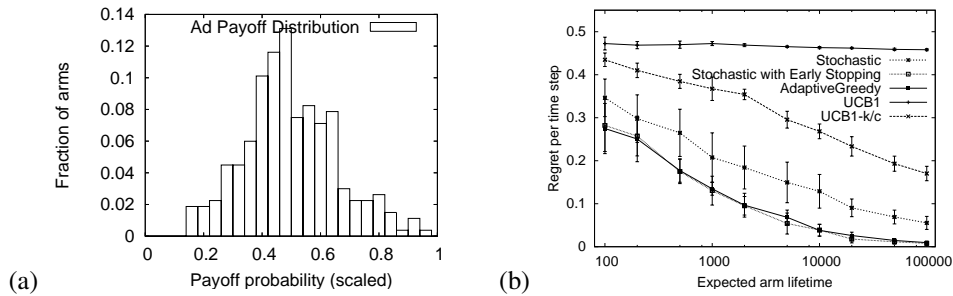 (a)
Fraction of arms
0.14
0.12
0.1
0.08
0.06
0.04
0.02
0
Ad Payoff Distribution
0 0.2 0.4 0.6 0.8 1
Payoff probability (scaled)
(b)
Regret per time step
0.5
0.4
0.3
0.2
0.1
0
Stochastic
Stochastic with Early Stopping
AdaptiveGreedy
UCB1
UCB1-k/c
100 1000 10000 100000
Expected arm lifetime